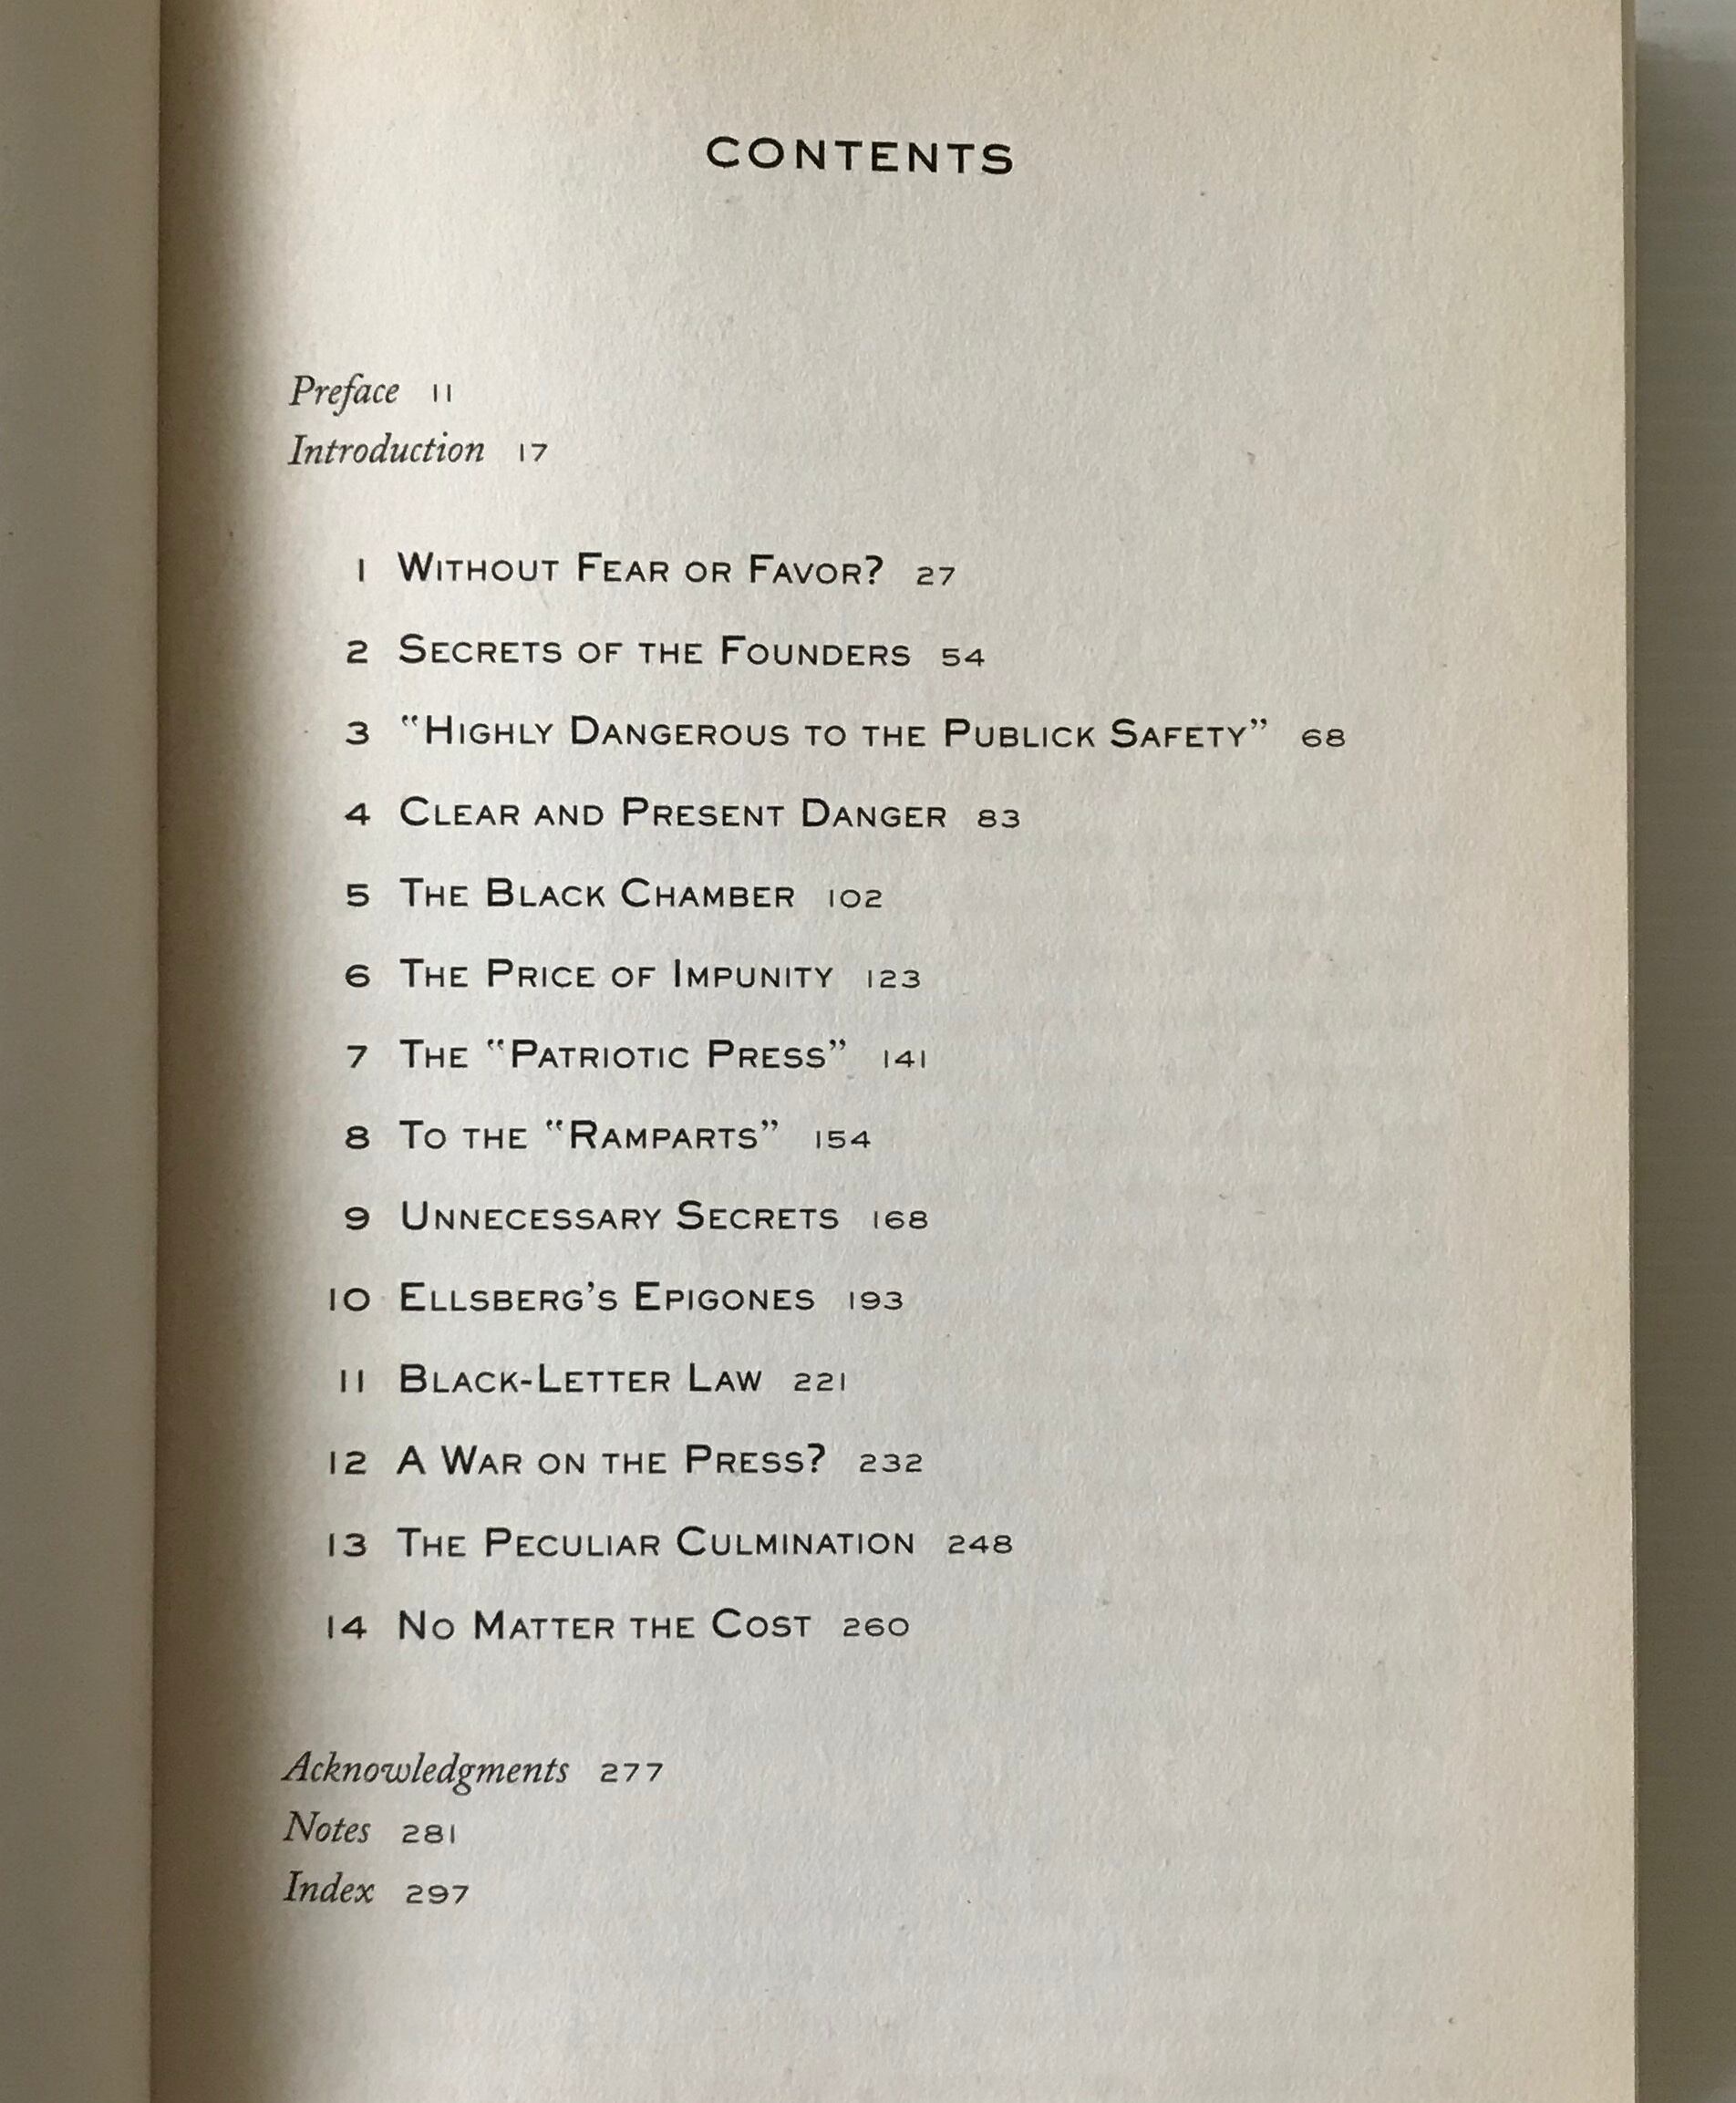 CONTENTS
Preface 11
Introduction 17
1 WITHOUT FEAR OR FAVOR? 27
2 SECRETS OF THE FOUNDERS 54
3 “HIGHLY DANGEROUS TO THE PUBLICK SAFETY” 68
4 CLEAR AND PRESENT DANGER 83
5 THE BLACK CHAMBER 102
6 THE PRICE OF IMPUNITY 123
7 THE “PATRIOTIC PRESS” 141
8 TO THE “RAMPARTS” 154
9 UNNECESSARY SECRETS 168
10 ELLSBERG’S EPIGONES 193
11 BLACK-LETTER LAW 221
12 A WAR ON THE PRESS? 232
13 THE PECULIAR CULMINATION 248
14 NO MATTER THE COST 260
Acknowledgments 277
Notes 281
Index 297